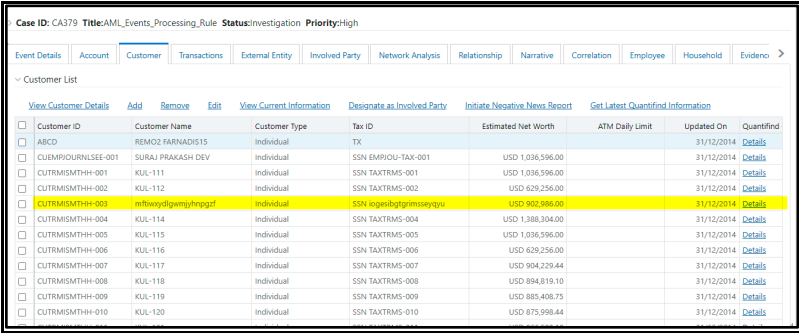 Case ID: CA379 Title:AML_Events_Processing_Rule Status:Investigation Priority:High
Event Details Account Customer Transactions External Entity Involved Party Network Analysis Relationship Narrative Correlation Employee Household Evidence
Customer List
View Customer Details Add Remove Edit View Current Information Designate as Involved Party Initiate Negative News Report Get Latest Quantifind Information
Customer ID Customer Name Customer Type Tax ID Estimated Net Worth ATM Daily Limit Updated On Quantifind
ABCD REMO2 FARNADIS15 Individual TX 31/12/2014 Details
CUEMPJOURNLSEE-001 SURAJ PRAKASH DEV Individual SSN EMPJOU-TAX-001 USD 1,036,596.00 31/12/2014 Details
CUTRMISMTHH-001 KUL-111 Individual SSN TAXTRMS-001 USD 1,036,596.00 31/12/2014 Details
CUTRMISMTHH-002 KUL-112 Individual SSN TAXTRMS-002 USD 629,256.00 31/12/2014 Details
CUTRMISMTHH-003 mftiwxydlgwmjyhnpgzf Individual SSN iogesibgtgrimsseyqyu USD 902,986.00 31/12/2014 Details
CUTRMISMTHH-004 KUL-114 Individual SSN TAXTRMS-004 USD 1,388,304.00 31/12/2014 Details
CUTRMISMTHH-005 KUL-115 Individual SSN TAXTRMS-005 USD 1,036,596.00 31/12/2014 Details
CUTRMISMTHH-006 KUL-116 Individual SSN TAXTRMS-006 USD 629,256.00 31/12/2014 Details
CUTRMISMTHH-007 KUL-117 Individual SSN TAXTRMS-007 USD 904,229.44 31/12/2014 Details
CUTRMISMTHH-008 KUL-118 Individual SSN TAXTRMS-008 USD 894,819.10 31/12/2014 Details
CUTRMISMTHH-009 KUL-119 Individual SSN TAXTRMS-009 USD 885,408.75 31/12/2014 Details
CUTRMISMTHH-010 KUL-120 Individual SSN TAXTRMS-010 USD 875,998.44 31/12/2014 Details